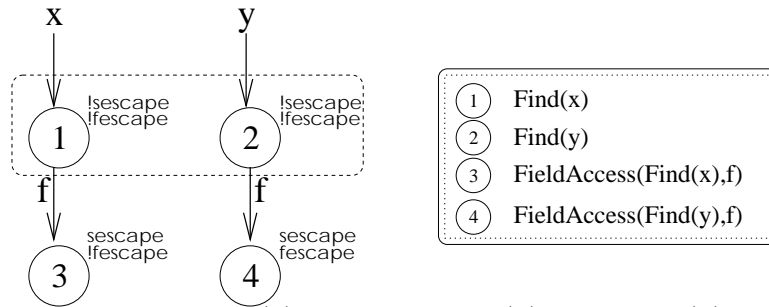 x y
!sescape !sescape
!fescape !fescape
1 2
f f
sescape sescape
!fescape fescape
3 4
1 Find(x)
2 Find(y)
3 FieldAccess(Find(x),f)
4 FieldAccess(Find(y),f)